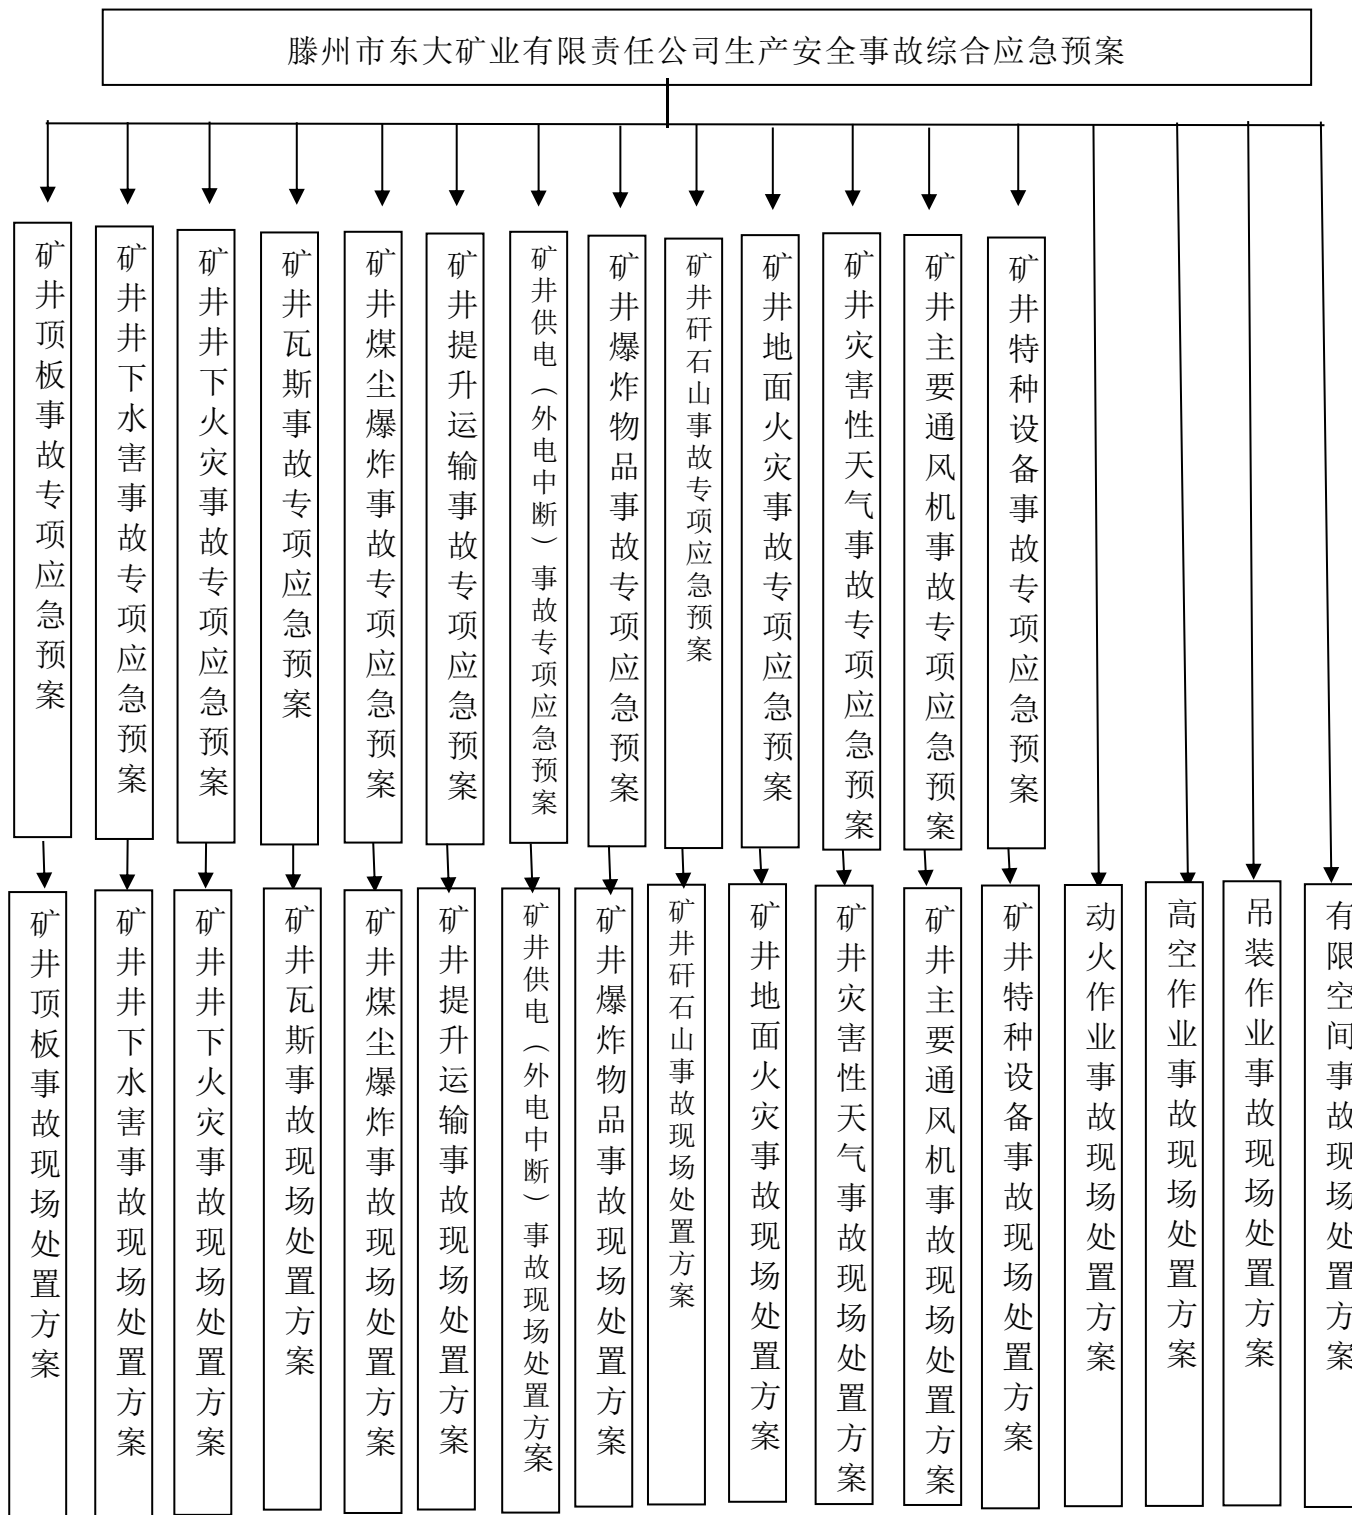 滕州市东大矿业有限责任公司生产安全事故综合应急预案
矿井顶板事故专项应急预案
矿井井下水害事故专项应急预案
矿井井下火灾事故专项应急预案
矿井瓦斯事故专项应急预案
矿井煤尘爆炸事故专项应急预案
矿井提升运输事故专项应急预案
矿井供电（外电中断）事故专项应急预案
矿井爆炸物品事故专项应急预案
矿井矸石山事故专项应急预案
矿井地面火灾事故专项应急预案
矿井灾害性天气事故专项应急预案
矿井主要通风机事故专项应急预案
矿井特种设备事故专项应急预案
矿井顶板事故现场处置方案
矿井井下水害事故现场处置方案
矿井井下火灾事故现场处置方案
矿井瓦斯事故现场处置方案
矿井煤尘爆炸事故现场处置方案
矿井提升运输事故现场处置方案
矿井供电（外电中断）事故现场处置方案
矿井爆炸物品事故现场处置方案
矿井矸石山事故现场处置方案
矿井地面火灾事故现场处置方案
矿井灾害性天气事故现场处置方案
矿井主要通风机事故现场处置方案
矿井特种设备事故现场处置方案
动火作业事故现场处置方案
高空作业事故现场处置方案
吊装作业事故现场处置方案
有限空间事故现场处置方案